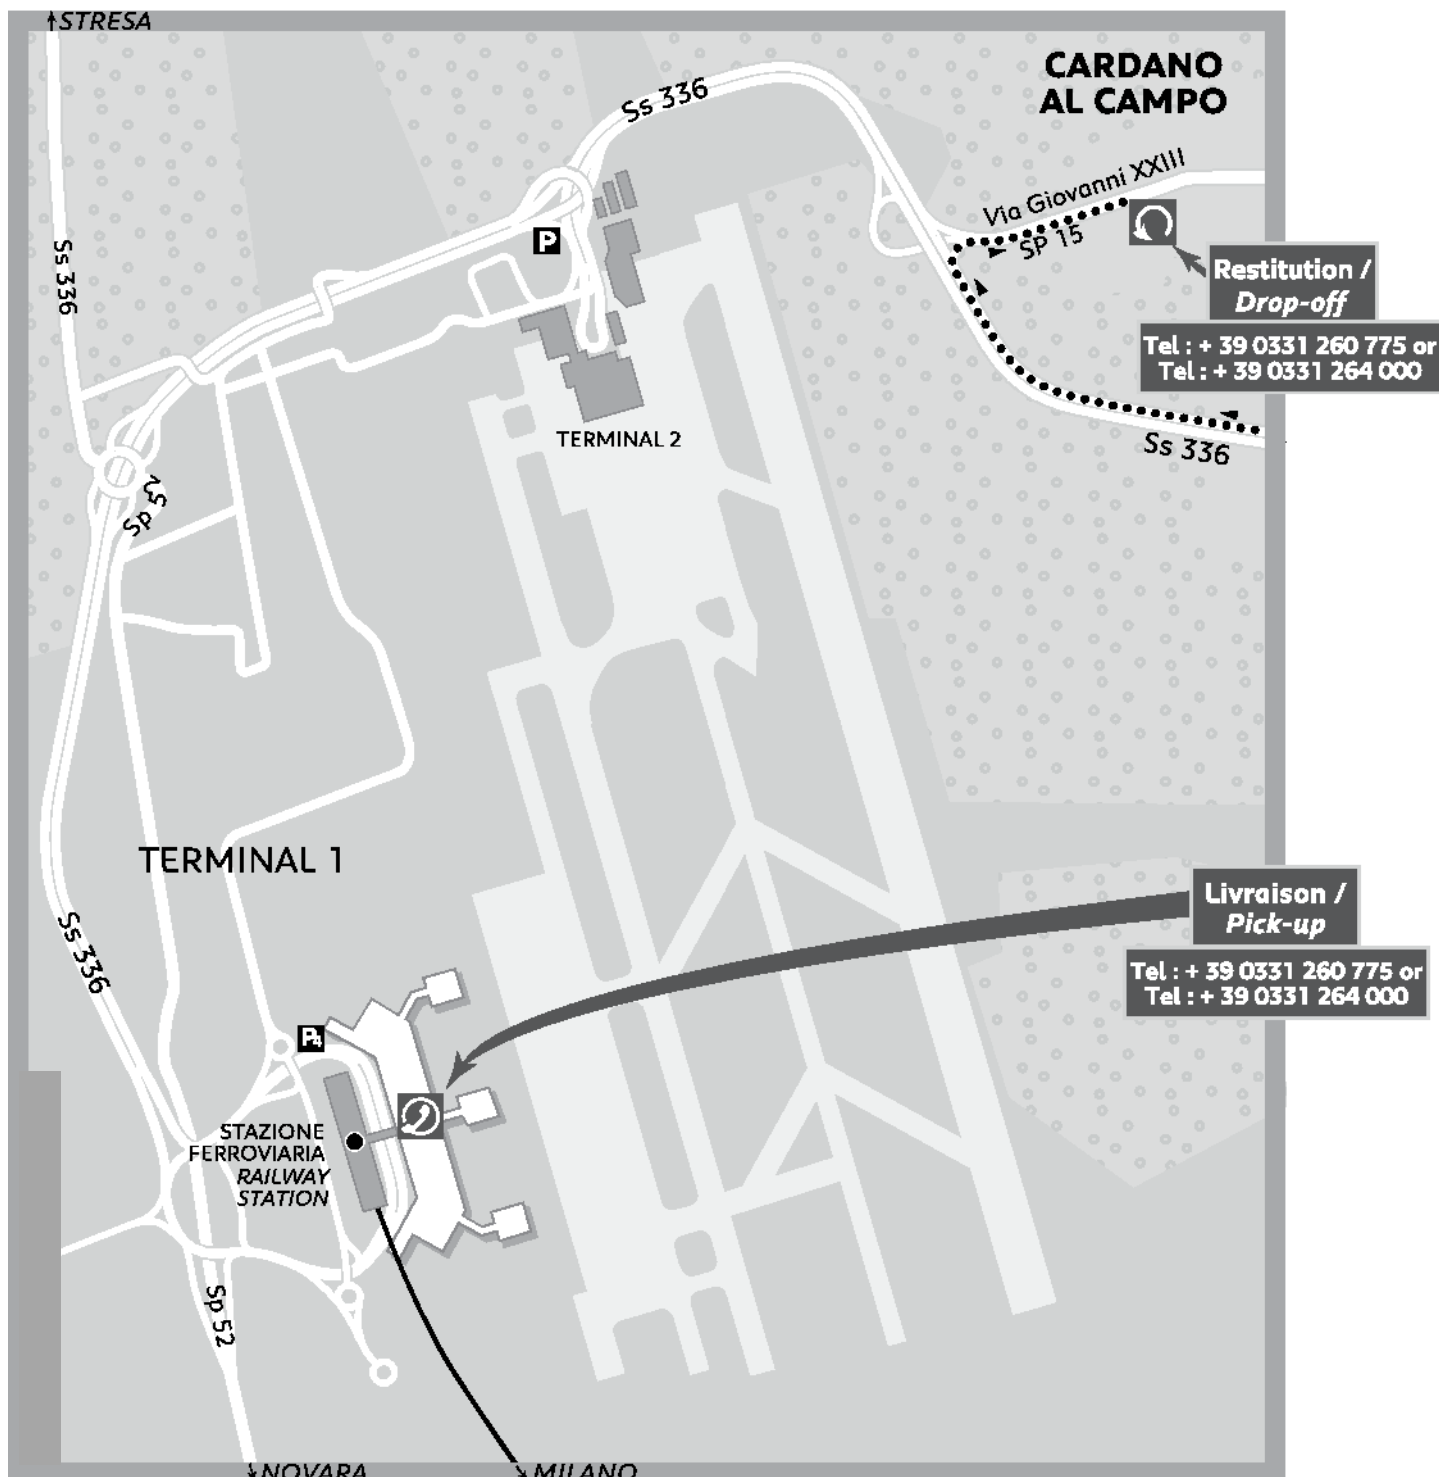 STRESA
CARDANO
AL CAMPO
Ss 336
Via Giovanni XXIII
SP 15
P
Ss 336
Restitution /
Drop-off
Tel : + 39 0331 260 775 or
Tel : + 39 0331 264 000
Ss 336
TERMINAL 2
Sp 52
TERMINAL 1
Livraison /
Pick-up
Tel : + 39 0331 260 775 or
Tel : + 39 0331 264 000
Ss 336
P4
STAZIONE
FERROVIARIA
RAILWAY
STATION
Sp 52
NOVARA
MILANO